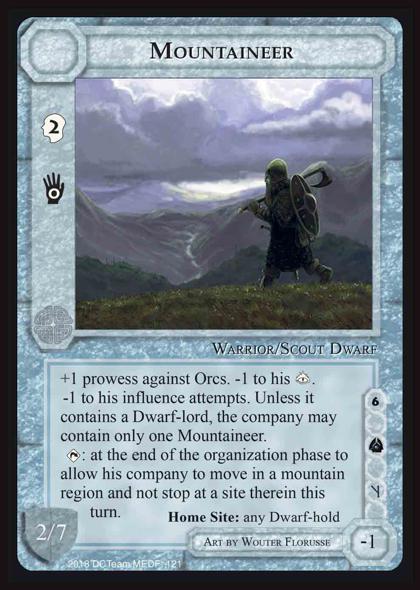 MOUNTAINEER
2
WARRIOR/SCOUT DWARF
+1 prowess against Orcs. -1 to his .
-1 to his influence attempts. Unless it
contains a Dwarf-lord, the company may
contain only one Mountaineer.
: at the end of the organization phase to
allow his company to move in a mountain
region and not stop at a site therein this
turn.
Home Site: any Dwarf-hold
6
2/7
ART BY WOUTER FLORUSSE
-1
2018 DCTeam MEDF 121